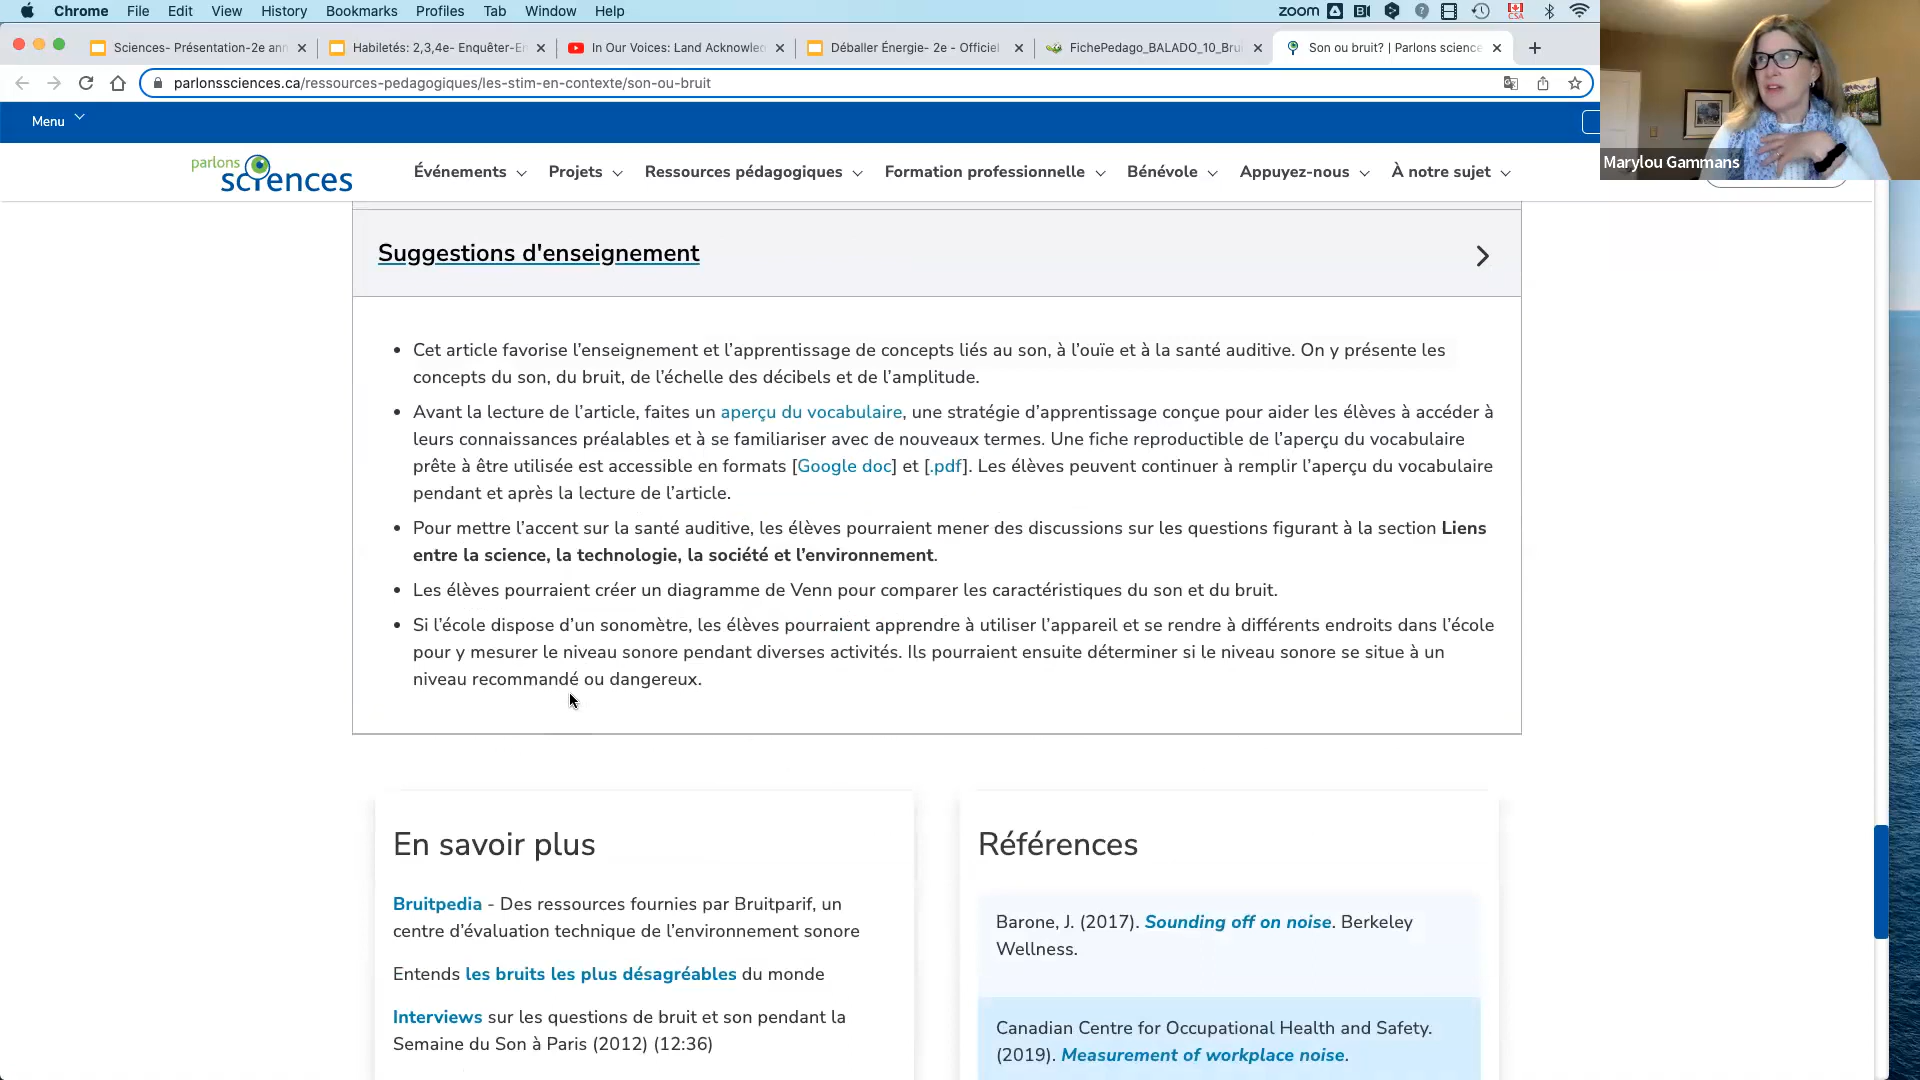 Chrome File Edit View History Bookmarks Profiles Tab Window Help
zoom
CSA
Sciences- Présentation-2e ann
Habiletés: 2,3,4e- Enquêter-En
In Our Voices: Land Acknowled
Déballer Énergie- 2e - Officiel
FichePedago_BALADO_10_Brui
Son ou bruit? | Parlons science
parlonssciences.ca/ressources-pedagogiques/les-stim-en-contexte/son-ou-bruit
Marylou Gammans
Menu
parlons
sciences
Événements Projets Ressources pédagogiques Formation professionnelle Bénévole Appuyez-nous À notre sujet
Suggestions d'enseignement
Cet article favorise l’enseignement et l’apprentissage de concepts liés au son, à l’ouïe et à la santé auditive. On y présente les
concepts du son, du bruit, de l’échelle des décibels et de l’amplitude.
Avant la lecture de l’article, faites un aperçu du vocabulaire, une stratégie d’apprentissage conçue pour aider les élèves à accéder à
leurs connaissances préalables et à se familiariser avec de nouveaux termes. Une fiche reproductible de l’aperçu du vocabulaire
prête à être utilisée est accessible en formats [Google doc] et [.pdf]. Les élèves peuvent continuer à remplir l’aperçu du vocabulaire
pendant et après la lecture de l’article.
Pour mettre l’accent sur la santé auditive, les élèves pourraient mener des discussions sur les questions figurant à la section Liens
entre la science, la technologie, la société et l’environnement.
Les élèves pourraient créer un diagramme de Venn pour comparer les caractéristiques du son et du bruit.
Si l’école dispose d’un sonomètre, les élèves pourraient apprendre à utiliser l’appareil et se rendre à différents endroits dans l’école
pour y mesurer le niveau sonore pendant diverses activités. Ils pourraient ensuite déterminer si le niveau sonore se situe à un
niveau recommandé ou dangereux.
En savoir plus
Bruitpedia - Des ressources fournies par Bruitparif, un
centre d’évaluation technique de l’environnement sonore
Entends les bruits les plus désagréables du monde
Interviews sur les questions de bruit et son pendant la
Semaine du Son à Paris (2012) (12:36)
Références
Barone, J. (2017). Sounding off on noise. Berkeley
Wellness.
Canadian Centre for Occupational Health and Safety.
(2019). Measurement of workplace noise.